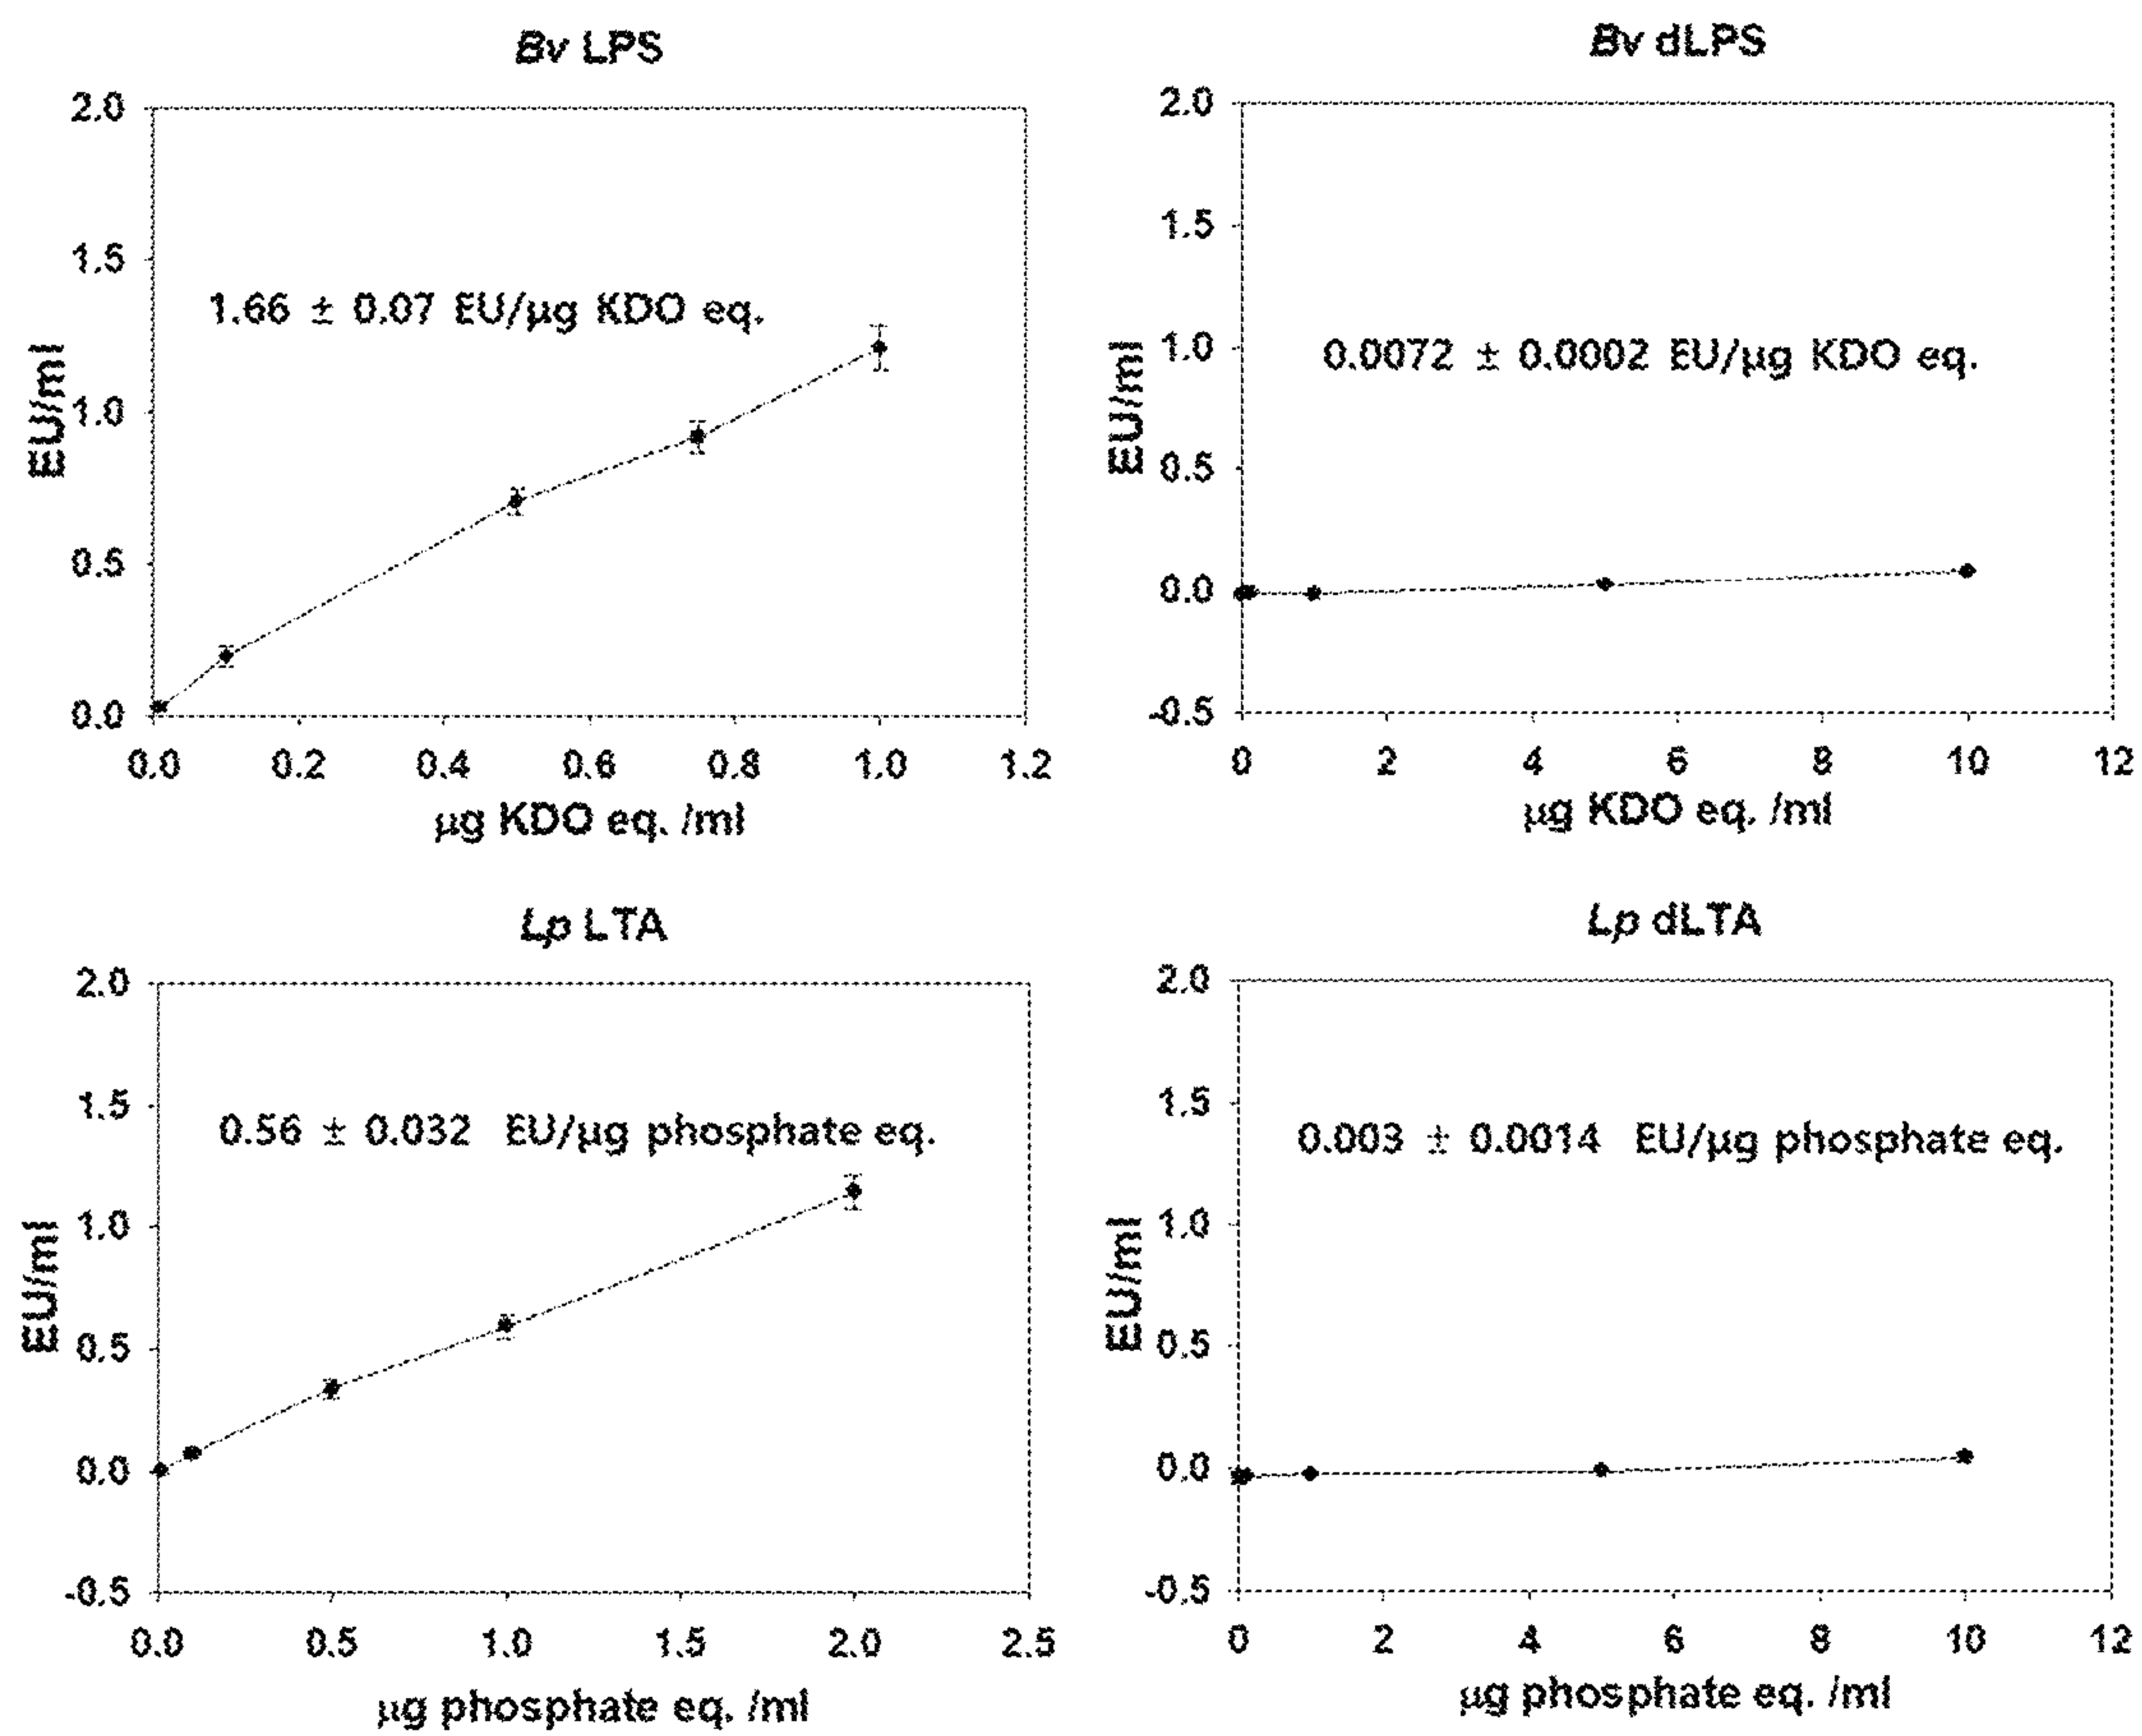 Bv LPS
2.0
1.5
1.0
0.5
0.0
EU/ml
1.66 ± 0.07 EU/µg KDO eq.
0.0 0.2 0.4 0.6 0.8 1.0 1.2
µg KDO eq. /ml
Bv dLPS
2.0
1.5
1.0
0.5
0.0
-0.5
EU/ml
0.0072 ± 0.0002 EU/µg KDO eq.
0 2 4 6 8 10 12
µg KDO eq. /ml
Lp LTA
2.0
1.5
1.0
0.5
0.0
-0.5
EU/ml
0.56 ± 0.032 EU/µg phosphate eq.
0.0 0.5 1.0 1.5 2.0 2.5
µg phosphate eq. /ml
Lp dLTA
2.0
1.5
1.0
0.5
0.0
-0.5
EU/ml
0.003 ± 0.0014 EU/µg phosphate eq.
0 2 4 6 8 10 12
µg phosphate eq. /ml